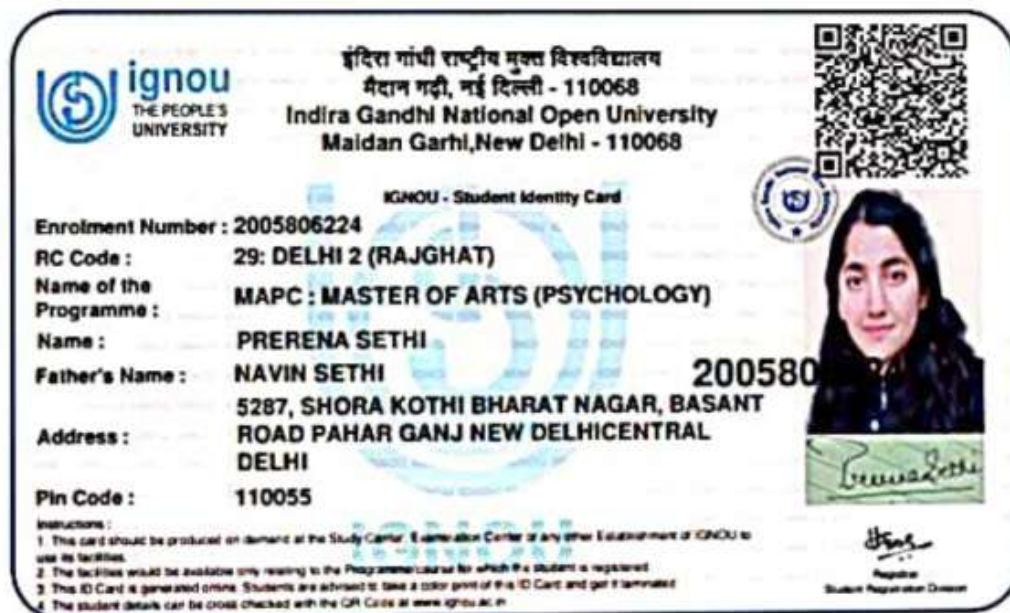 ignou
THE PEOPLE'S
UNIVERSITY
इंदिरा गांधी राष्ट्रीय मुक्त विश्वविद्यालय
मैदान गढ़ी, नई दिल्ली - 110068
Indira Gandhi National Open University
Maidan Garhi,New Delhi - 110068
IGNOU - Student Identity Card
Enrolment Number : 2005806224
RC Code : 29: DELHI 2 (RAJGHAT)
Name of the Programme : MAPC : MASTER OF ARTS (PSYCHOLOGY)
Name : PRERENA SETHI
Father's Name : NAVIN SETHI
200580
Address : 5287, SHORA KOTHI BHARAT NAGAR, BASANT
ROAD PAHAR GANJ NEW DELHICENTRAL
DELHI
Pin Code : 110055
Prerena Sethi
ignou
Instructions :
1 This card should be produced on demand at the Study Center, Examination Center or any other Establishment of IGNOU to
use its facilities.
2 The facilities would be available only relating to the Programme/course for which the student is registered
3 This ID Card is generated online. Students are advised to take a color print of this ID Card and get it laminated
4 The student details can be cross checked with the QR Code at www.ignou.ac.in
Registrar
Student Registration Division